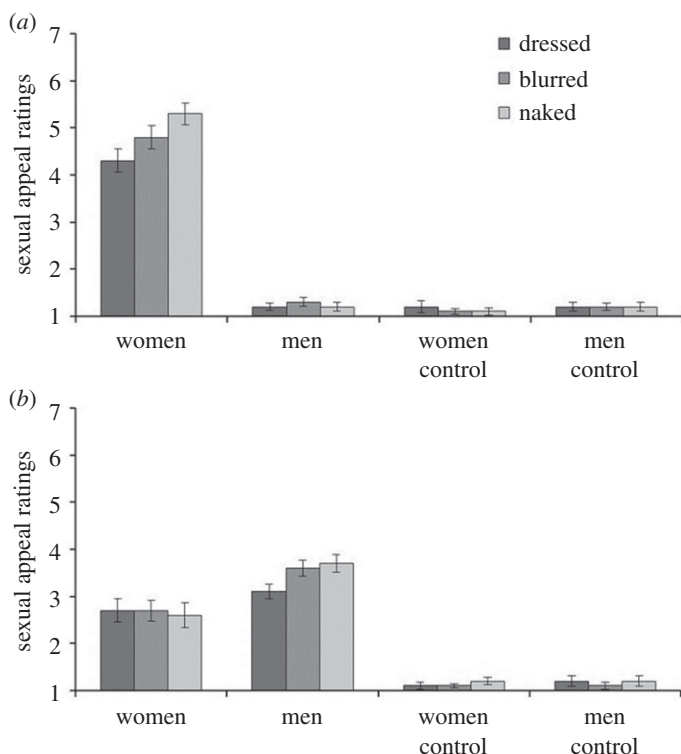 (a)
7
6
5
4
3
2
1
sexual appeal ratings
dressed
blurred
naked
women
men
women
control
men
control
(b)
7
6
5
4
3
2
1
sexual appeal ratings
women
men
women
control
men
control